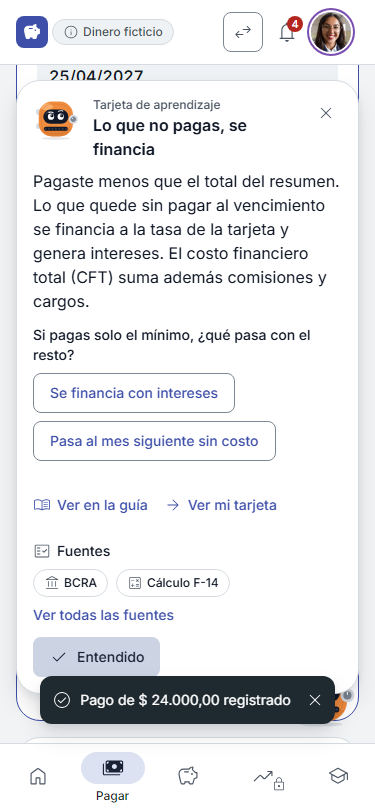 Dinero ficticio
4
25/04/2027
Tarjeta de aprendizaje
Lo que no pagas, se
financia
Pagaste menos que el total del resumen.
Lo que quede sin pagar al vencimiento
se financia a la tasa de la tarjeta y
genera intereses. El costo financiero
total (CFT) suma además comisiones y
cargos.
Si pagas solo el mínimo, ¿qué pasa con el
resto?
Se financia con intereses
Pasa al mes siguiente sin costo
Ver en la guía
Ver mi tarjeta
Fuentes
BCRA
Cálculo F-14
Ver todas las fuentes
Entendido
Pago de $ 24.000,00 registrado
Pagar